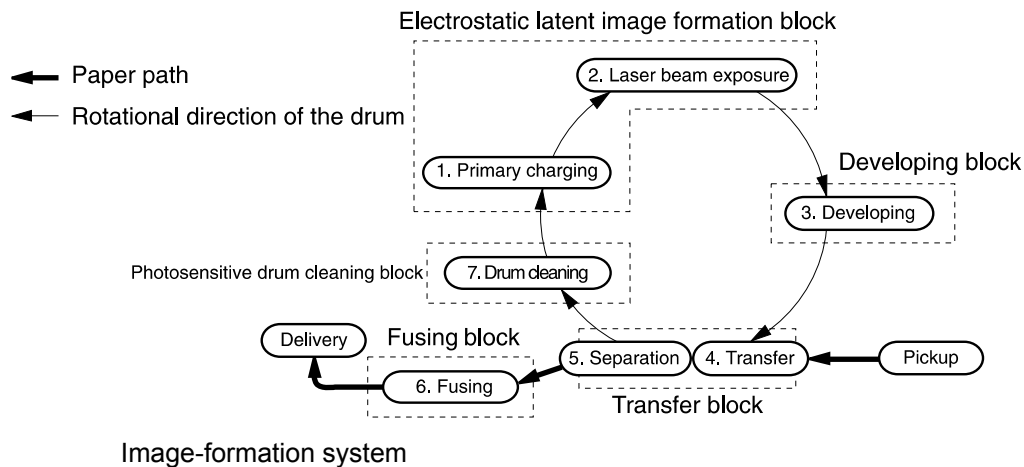 Electrostatic latent image formation block
Paper path
2. Laser beam exposure
Rotational direction of the drum
1. Primary charging
Developing block
3. Developing
Photosensitive drum cleaning block
7. Drum cleaning
Delivery
Fusing block
5. Separation
4. Transfer
Pickup
6. Fusing
Transfer block
Image-formation system